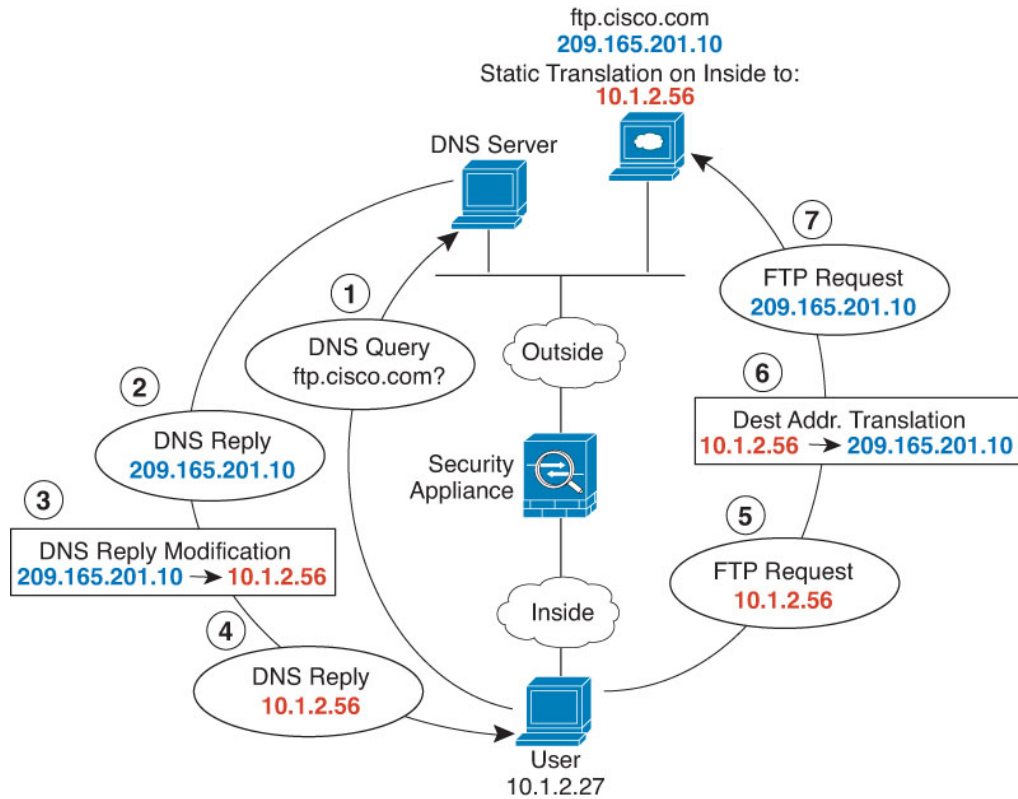 ftp.cisco.com
209.165.201.10
Static Translation on Inside to:
10.1.2.56
DNS Server
7
FTP Request
209.165.201.10
1
DNS Query
ftp.cisco.com?
Outside
2
DNS Reply
209.165.201.10
6
Dest Addr. Translation
10.1.2.56 → 209.165.201.10
Security
Appliance
3
DNS Reply Modification
209.165.201.10 → 10.1.2.56
5
FTP Request
10.1.2.56
Inside
4
DNS Reply
10.1.2.56
User
10.1.2.27